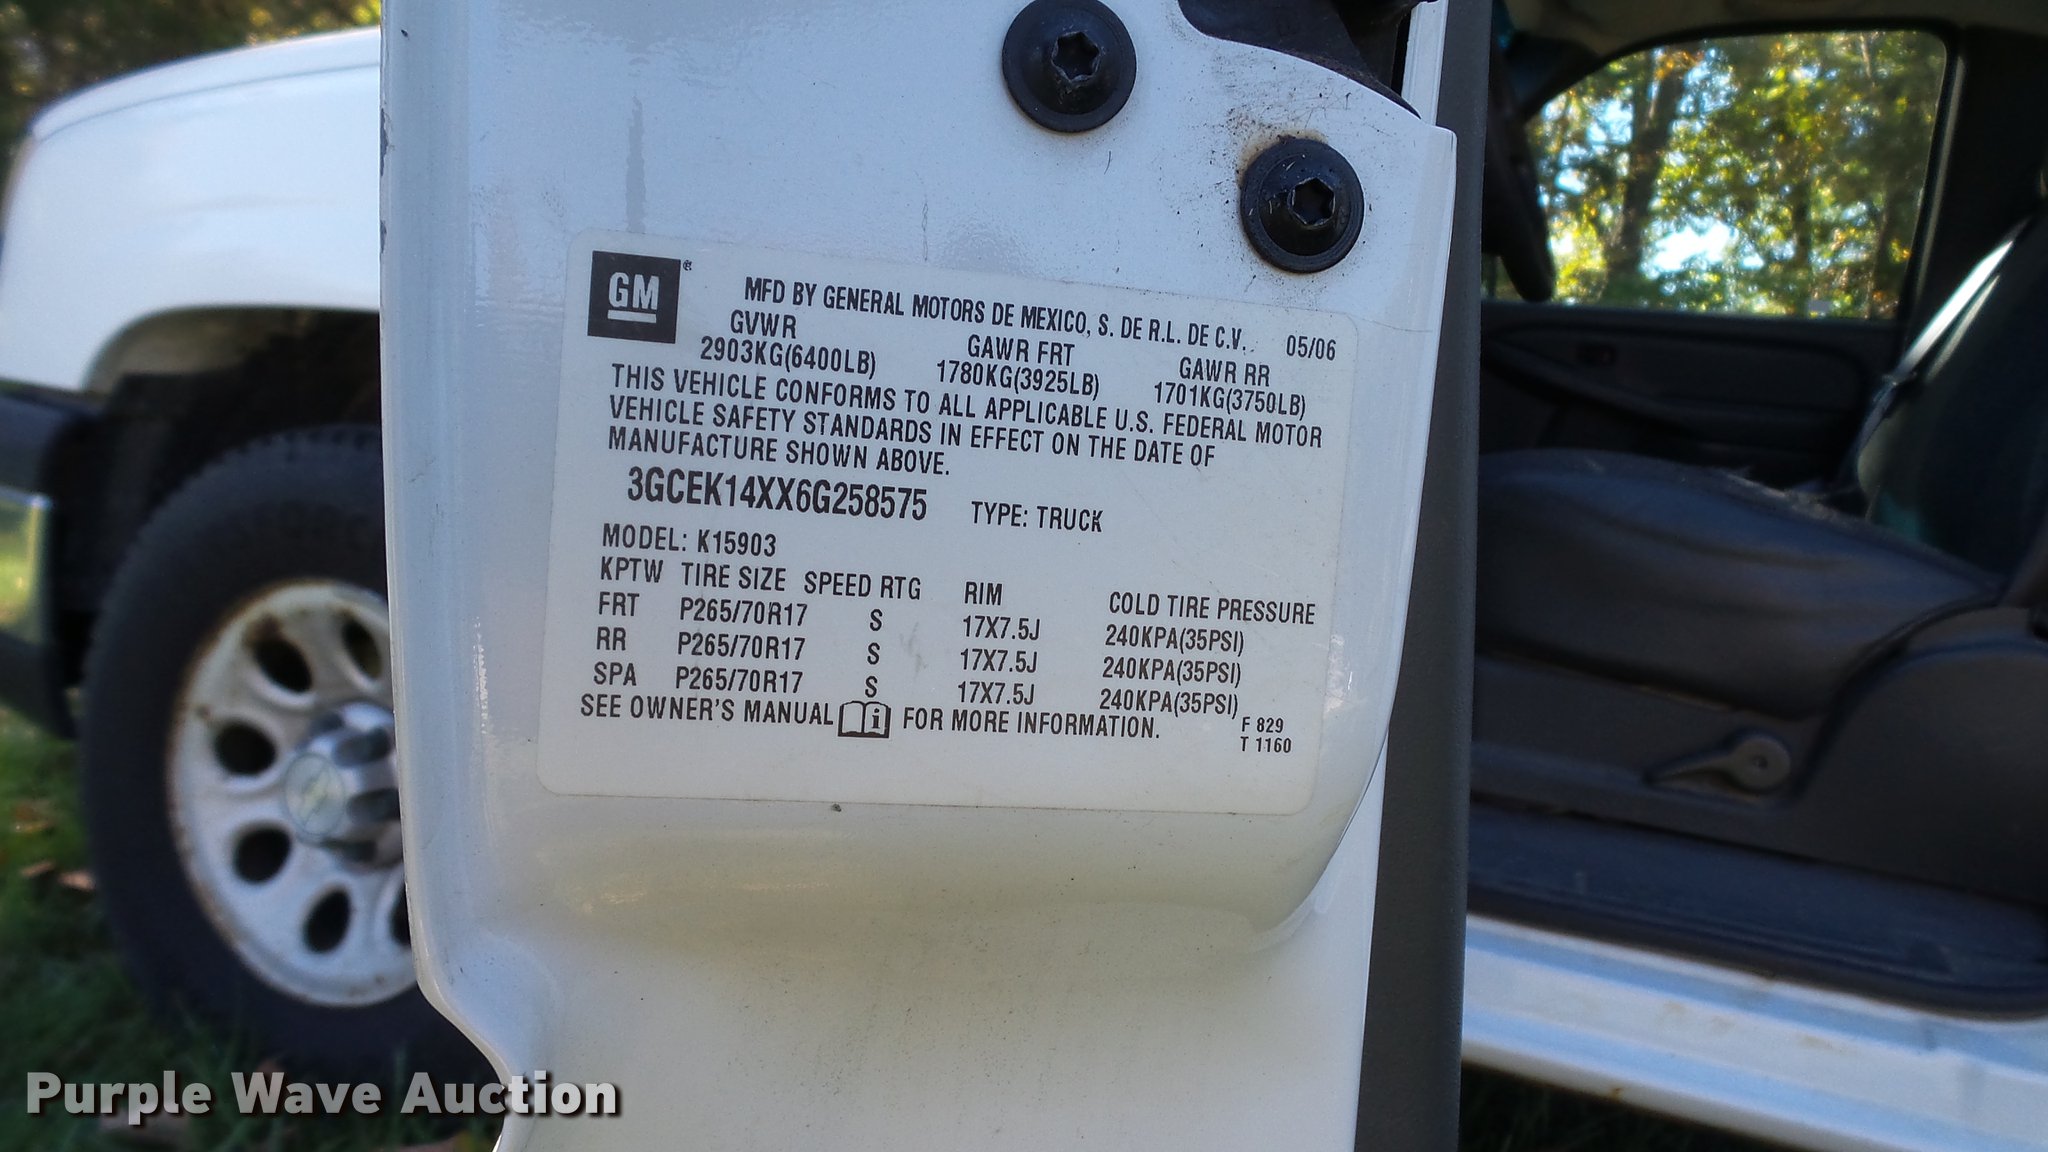 GM®
MFD BY GENERAL MOTORS DE MEXICO, S. DE R.L. DE C.V. 05/06
GVWR GAWR FRT GAWR RR
2903KG(6400LB) 1780KG(3925LB) 1701KG(3750LB)
THIS VEHICLE CONFORMS TO ALL APPLICABLE U.S. FEDERAL MOTOR
VEHICLE SAFETY STANDARDS IN EFFECT ON THE DATE OF
MANUFACTURE SHOWN ABOVE.
3GCEK14XX6G258575 TYPE: TRUCK
MODEL: K15903
KPTW TIRE SIZE SPEED RTG RIM COLD TIRE PRESSURE
FRT P265/70R17 S 17X7.5J 240KPA(35PSI)
RR P265/70R17 S 17X7.5J 240KPA(35PSI)
SPA P265/70R17 S 17X7.5J 240KPA(35PSI)
SEE OWNER'S MANUAL i FOR MORE INFORMATION.
F 829
T 1160
Purple Wave Auction